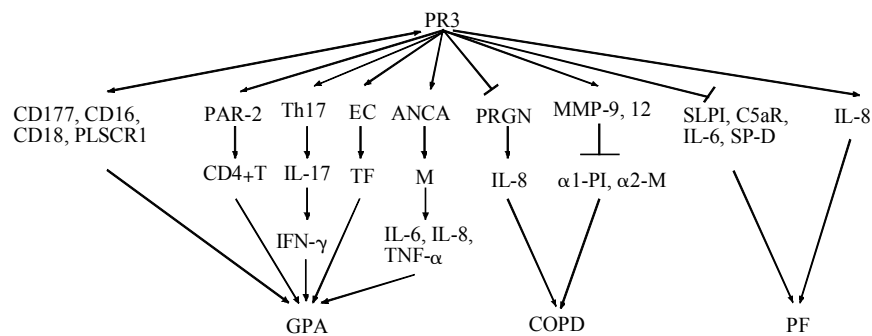 PR3
CD177, CD16,
CD18, PLSCR1
PAR-2
Th17
EC
ANCA
PRGN
MMP-9, 12
SLPI, C5aR,
IL-6, SP-D
IL-8
CD4+T
IL-17
TF
M
IL-8
α1-PI, α2-M
IFN-γ
IL-6, IL-8,
TNF-α
GPA
COPD
PF